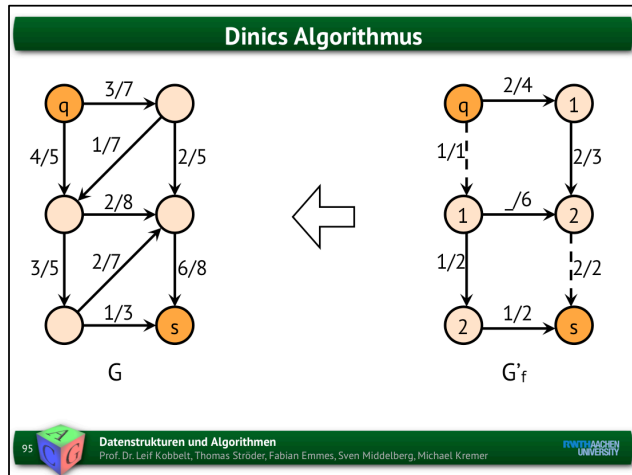 Dinics Algorithmus
q 3/7
4/5 1/7 2/5
2/8
3/5 2/7 6/8
1/3 s
G
q 2/4 1
1/1 2/3
1 _/6 2
1/2 2/2
2 1/2 s
G'f
95
A C G
Datenstrukturen und Algorithmen
Prof. Dr. Leif Kobbelt, Thomas Ströder, Fabian Emmes, Sven Middelberg, Michael Kremer
RWTH AACHEN
UNIVERSITY